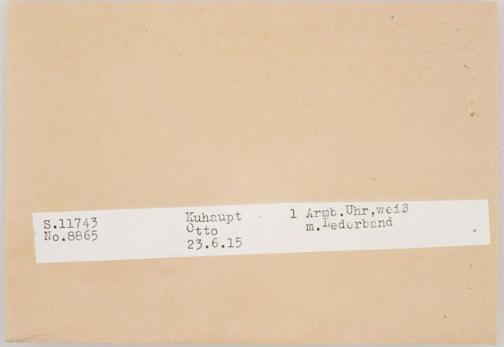 S.11743 Kuhaupt 1 Armb.Uhr,weiß
No.8865 Otto m.Lederband
23.6.15